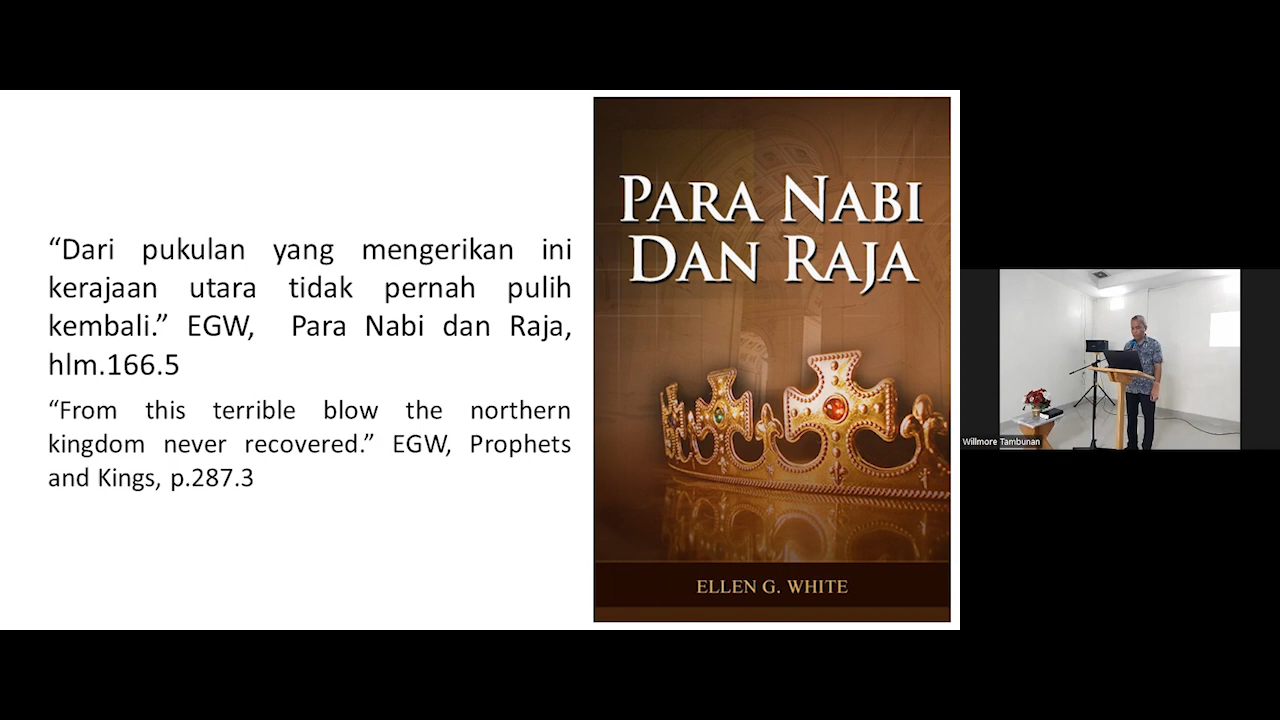 “Dari pukulan yang mengerikan ini
kerajaan utara tidak pernah pulih
kembali.” EGW, Para Nabi dan Raja,
hlm.166.5
“From this terrible blow the northern
kingdom never recovered.” EGW, Prophets
and Kings, p.287.3
PARA NABI
DAN RAJA
ELLEN G. WHITE
Willmore Tambunan